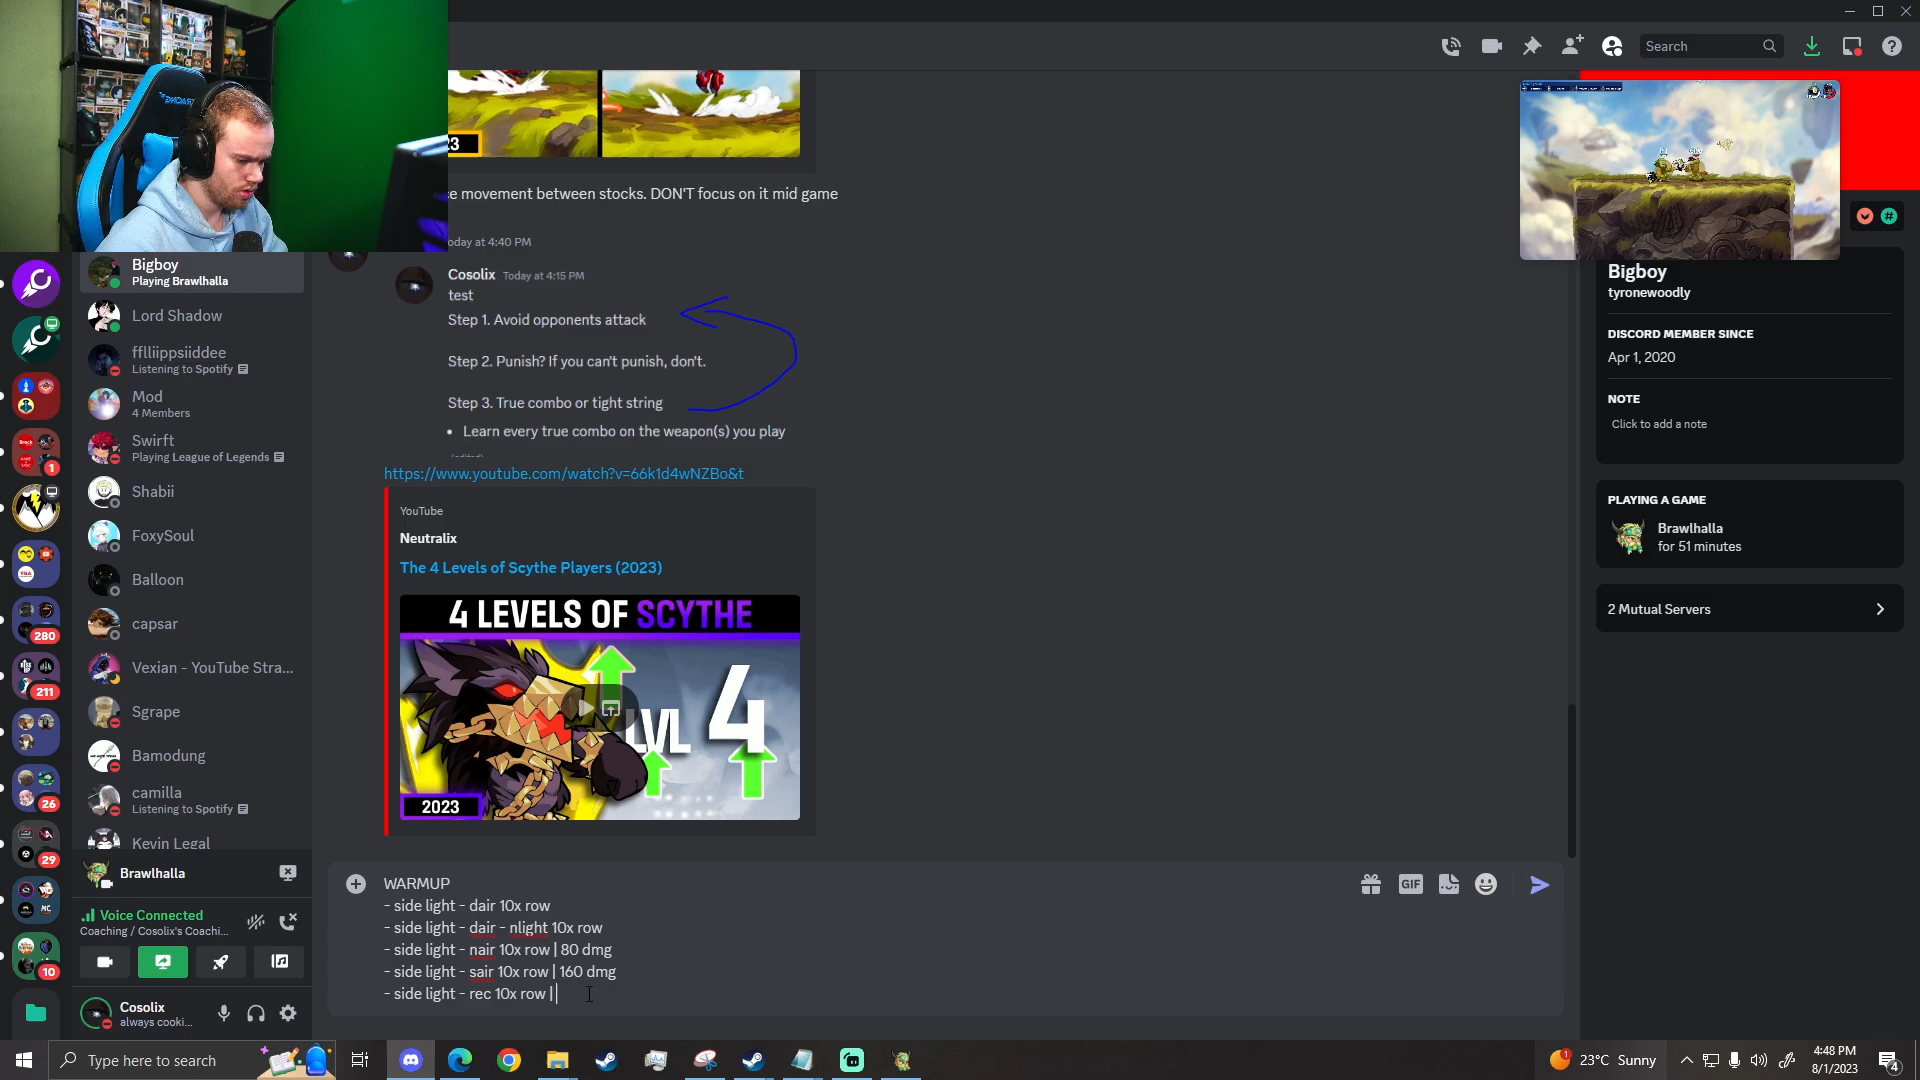 Search
23
e movement between stocks. DON'T focus on it mid game
oday at 4:40 PM
Cosolix Today at 4:15 PM
test
Step 1. Avoid opponents attack
Step 2. Punish? If you can't punish, don't.
Step 3. True combo or tight string
• Learn every true combo on the weapon(s) you play
(edited)
https://www.youtube.com/watch?v=66k1d4wNZBo&t
YouTube
Neutralix
The 4 Levels of Scythe Players (2023)
4 LEVELS OF SCYTHE
LVL 4
2023
WARMUP
- side light - dair 10x row
- side light - dair - nlight 10x row
- side light - nair 10x row | 80 dmg
- side light - sair 10x row | 160 dmg
- side light - rec 10x row |
GIF
Bigboy
Playing Brawlhalla
Lord Shadow
fflliippsiiddee
Listening to Spotify
Mod
4 Members
Swirft
Playing League of Legends
Shabii
FoxySoul
Balloon
capsar
Vexian - YouTube Stra...
Sgrape
Bamodung
camilla
Listening to Spotify
Kevin Legal
1
280
211
26
29
10
Brawlhalla
Voice Connected
Coaching / Cosolix's Coachi...
Cosolix
always cooki...
Bigboy
tyronewoodly
DISCORD MEMBER SINCE
Apr 1, 2020
NOTE
Click to add a note
PLAYING A GAME
Brawlhalla
for 51 minutes
2 Mutual Servers
Type here to search
1
23°C Sunny
4:48 PM
8/1/2023
4